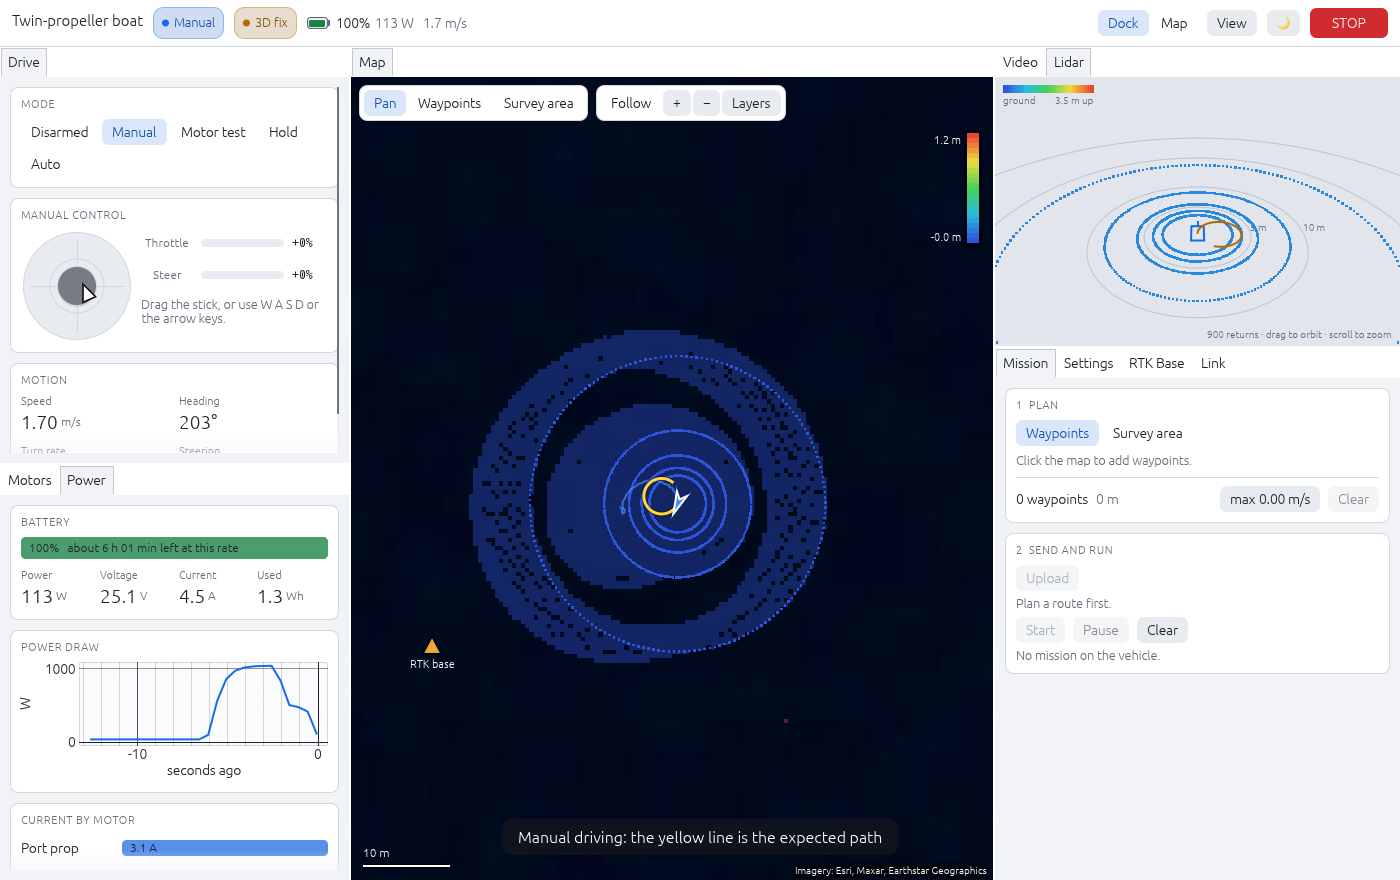 Twin-propeller boat
Manual
3D fix
100% 113 W 1.7 m/s
Dock
Map
View
STOP
Drive
MODE
Disarmed
Manual
Motor test
Hold
Auto
MANUAL CONTROL
Throttle +0%
Steer +0%
Drag the stick, or use W A S D or
the arrow keys.
MOTION
Speed
Heading
1.70 m/s
203°
Turn rate
Steering
Motors
Power
BATTERY
100% about 6 h 01 min left at this rate
Power
Voltage
Current
Used
113 W
25.1 V
4.5 A
1.3 Wh
POWER DRAW
1000
W
0
-10
0
seconds ago
CURRENT BY MOTOR
Port prop 3.1 A
Map
Pan
Waypoints
Survey area
Follow
+
−
Layers
1.2 m
-0.0 m
RTK base
Manual driving: the yellow line is the expected path
10 m
Imagery: Esri, Maxar, Earthstar Geographics
Video
Lidar
ground 3.5 m up
10 m
900 returns · drag to orbit · scroll to zoom
Mission
Settings
RTK Base
Link
1 PLAN
Waypoints
Survey area
Click the map to add waypoints.
0 waypoints 0 m
max 0.00 m/s
Clear
2 SEND AND RUN
Upload
Plan a route first.
Start
Pause
Clear
No mission on the vehicle.